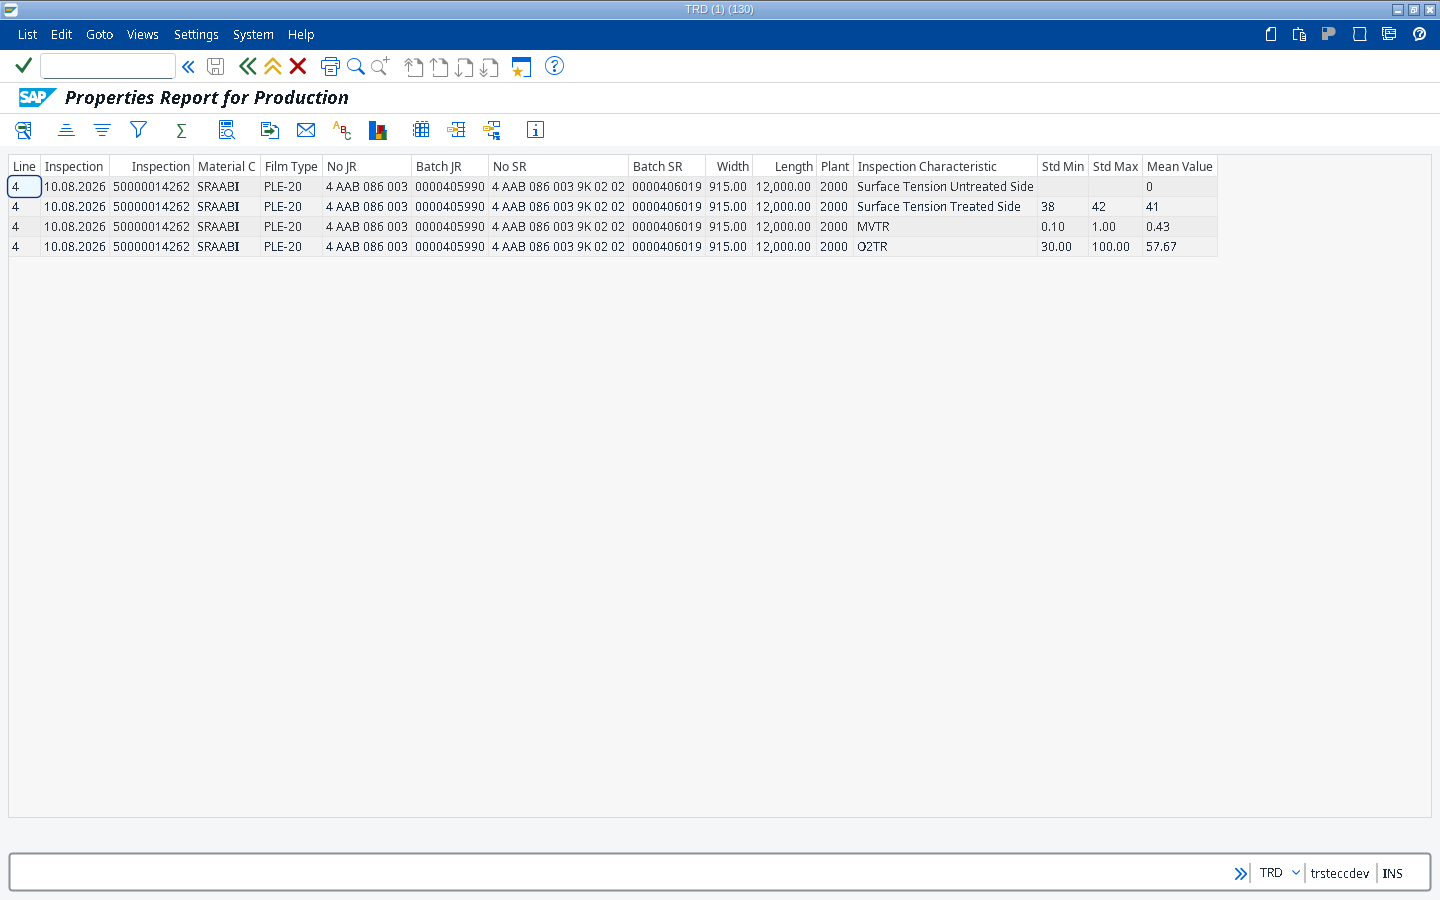 TRD (1) (130)
List Edit Goto Views Settings System Help
SAP Properties Report for Production
Line Inspection Inspection Material C Film Type No JR Batch JR No SR Batch SR Width Length Plant Inspection Characteristic Std Min Std Max Mean Value
4 10.08.2026 50000014262 SRAABI PLE-20 4 AAB 086 003 0000405990 4 AAB 086 003 9K 02 02 0000406019 915.00 12,000.00 2000 Surface Tension Untreated Side 0
4 10.08.2026 50000014262 SRAABI PLE-20 4 AAB 086 003 0000405990 4 AAB 086 003 9K 02 02 0000406019 915.00 12,000.00 2000 Surface Tension Treated Side 38 42 41
4 10.08.2026 50000014262 SRAABI PLE-20 4 AAB 086 003 0000405990 4 AAB 086 003 9K 02 02 0000406019 915.00 12,000.00 2000 MVTR 0.10 1.00 0.43
4 10.08.2026 50000014262 SRAABI PLE-20 4 AAB 086 003 0000405990 4 AAB 086 003 9K 02 02 0000406019 915.00 12,000.00 2000 O2TR 30.00 100.00 57.67
TRD trsteccdev INS